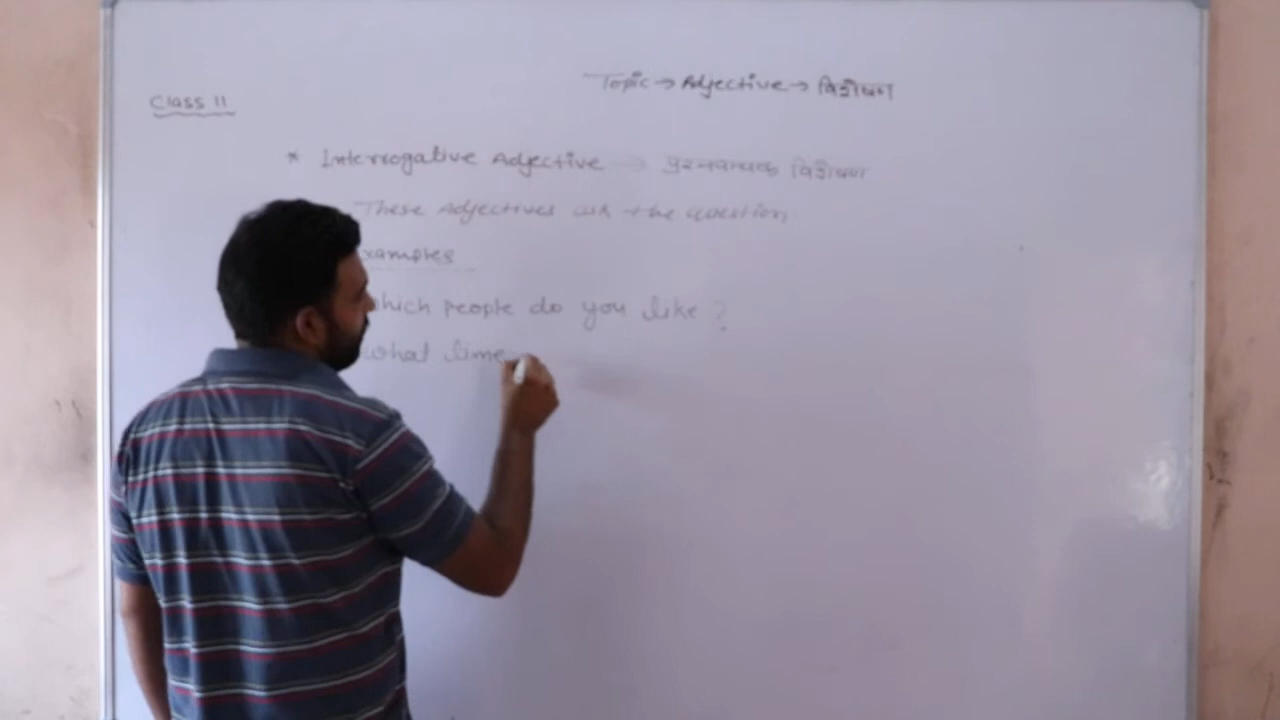 Topic → Adjective → विशेषण
Class 11
* Interrogative Adjective → प्रश्नवाचक विशेषण
These Adjectives ask the question
xamples
hich people do you like ?
what time